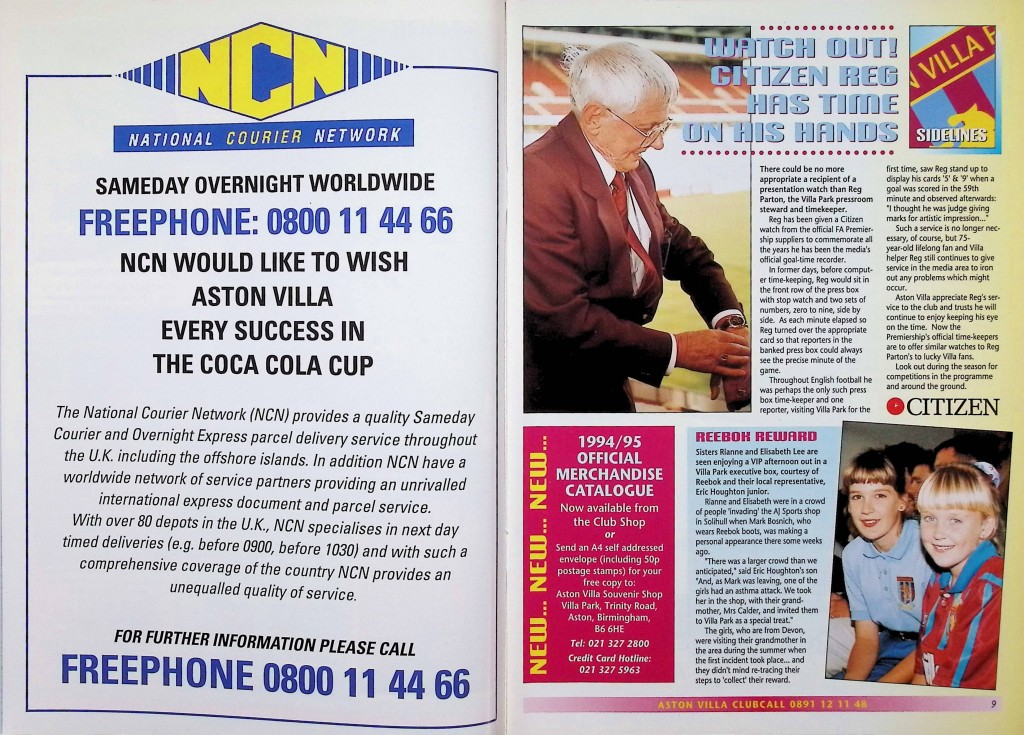 NCN
NATIONAL COURIER NETWORK
SAMEDAY OVERNIGHT WORLDWIDE
FREEPHONE: 0800 11 44 66
NCN WOULD LIKE TO WISH
ASTON VILLA
EVERY SUCCESS IN
THE COCA COLA CUP
The National Courier Network (NCN) provides a quality Sameday
Courier and Overnight Express parcel delivery service throughout
the U.K. including the offshore islands. In addition NCN have a
worldwide network of service partners providing an unrivalled
international express document and parcel service.
With over 80 depots in the U.K., NCN specialises in next day
timed deliveries (e.g. before 0900, before 1030) and with such a
comprehensive coverage of the country NCN provides an
unequalled quality of service.
FOR FURTHER INFORMATION PLEASE CALL
FREEPHONE 0800 11 44 66
WATCH OUT!
CITIZEN REG
HAS TIME
ON HIS HANDS
VILLA
SIDELINES
There could be no more
appropriate a recipient of a
presentation watch than Reg
Parton, the Villa Park pressroom
steward and timekeeper.
Reg has been given a Citizen
watch from the official FA Premier-
ship suppliers to commemorate all
the years he has been the media's
official goal-time recorder.
In former days, before comput-
er time-keeping, Reg would sit in
the front row of the press box
with stop watch and two sets of
numbers, zero to nine, side by
side. As each minute elapsed so
Reg turned over the appropriate
card so that reporters in the
banked press box could always
see the precise minute of the
game.
Throughout English football he
was perhaps the only such press
box time-keeper and one
reporter, visiting Villa Park for the
first time, saw Reg stand up to
display his cards '5' & '9' when a
goal was scored in the 59th
minute and observed afterwards:
"I thought he was judge giving
marks for artistic impression..."
Such a service is no longer nec-
essary, of course, but 75-
year-old lifelong fan and Villa
helper Reg still continues to give
service in the media area to iron
out any problems which might
occur.
Aston Villa appreciate Reg's ser-
vice to the club and trusts he will
continue to enjoy keeping his eye
on the time. Now the
Premiership's official time-keepers
are to offer similar watches to Reg
Parton's to lucky Villa fans.
Look out during the season for
competitions in the programme
and around the ground.
CITIZEN
NEW... NEW... NEW...
1994/95
OFFICIAL
MERCHANDISE
CATALOGUE
Now available from
the Club Shop
or
Send an A4 self addressed
envelope (including 50p
postage stamps) for your
free copy to:
Aston Villa Souvenir Shop
Villa Park, Trinity Road,
Aston, Birmingham,
B6 6HE
Tel: 021 327 2800
Credit Card Hotline:
021 327 5963
REEBOK REWARD
Sisters Rianne and Elisabeth Lee are
seen enjoying a VIP afternoon out in a
Villa Park executive box, courtesy of
Reebok and their local representative,
Eric Houghton junior.
Rianne and Elisabeth were in a crowd
of people 'invading' the AJ Sports shop
in Solihull when Mark Bosnich, who
wears Reebok boots, was making a
personal appearance there some weeks
ago.
"There was a larger crowd than we
anticipated," said Eric Houghton's son
"And, as Mark was leaving, one of the
girls had an asthma attack. We took
her in the shop, with their grand-
mother, Mrs Calder, and invited them
to Villa Park as a special treat."
The girls, who are from Devon,
were visiting their grandmother in
the area during the summer when
the first incident took place... and
they didn't mind re-tracing their
steps to 'collect' their reward.
ASTON VILLA CLUBCALL 0891 12 11 48
9